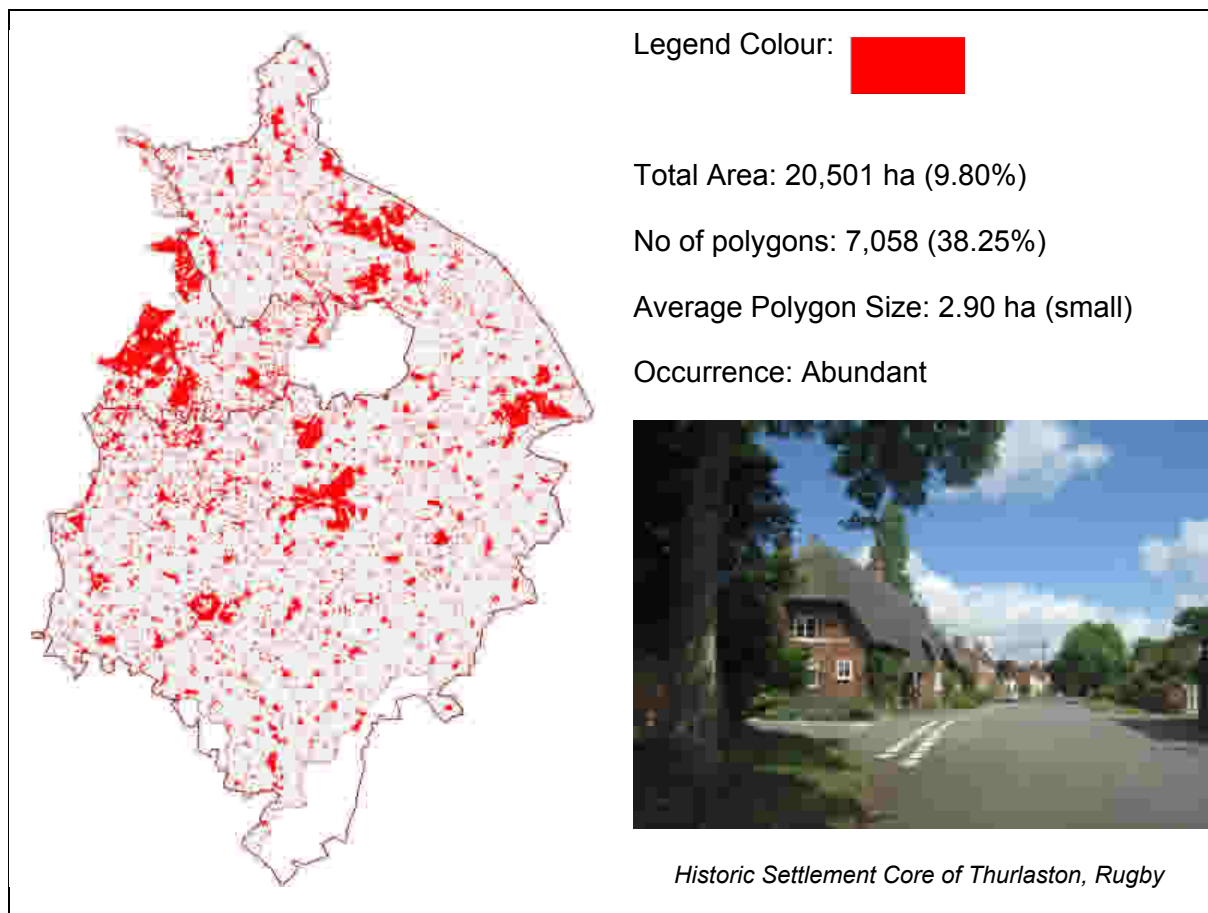 Legend Colour:
Total Area: 20,501 ha (9.80%)
No of polygons: 7,058 (38.25%)
Average Polygon Size: 2.90 ha (small)
Occurrence: Abundant
Historic Settlement Core of Thurlaston, Rugby